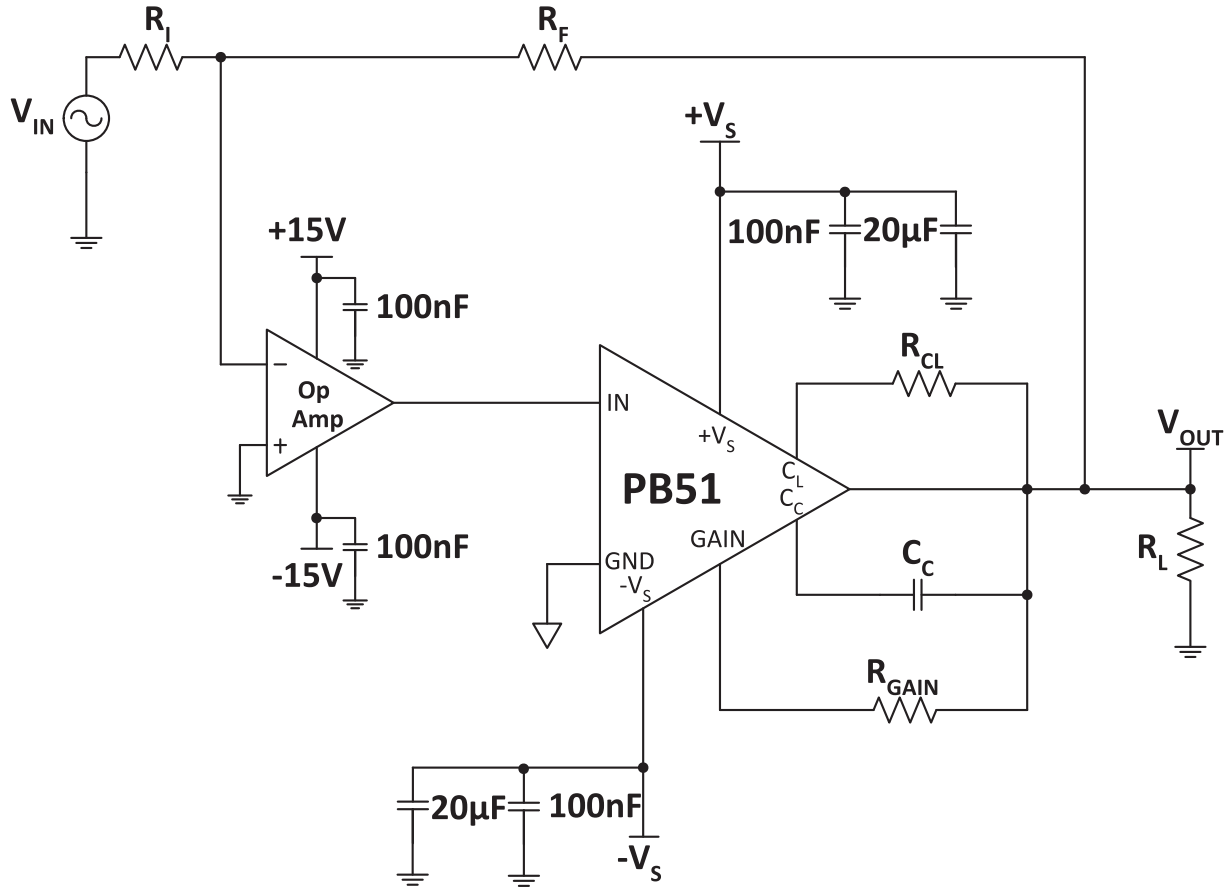 R_I
R_F
V_IN
+V_S
+15V
100nF
20µF
100nF
Op
Amp
−
+
-15V
100nF
IN
+V_S
PB51
C_L
C_C
GAIN
GND
-V_S
R_CL
V_OUT
C_C
R_L
R_GAIN
20µF
100nF
-V_S